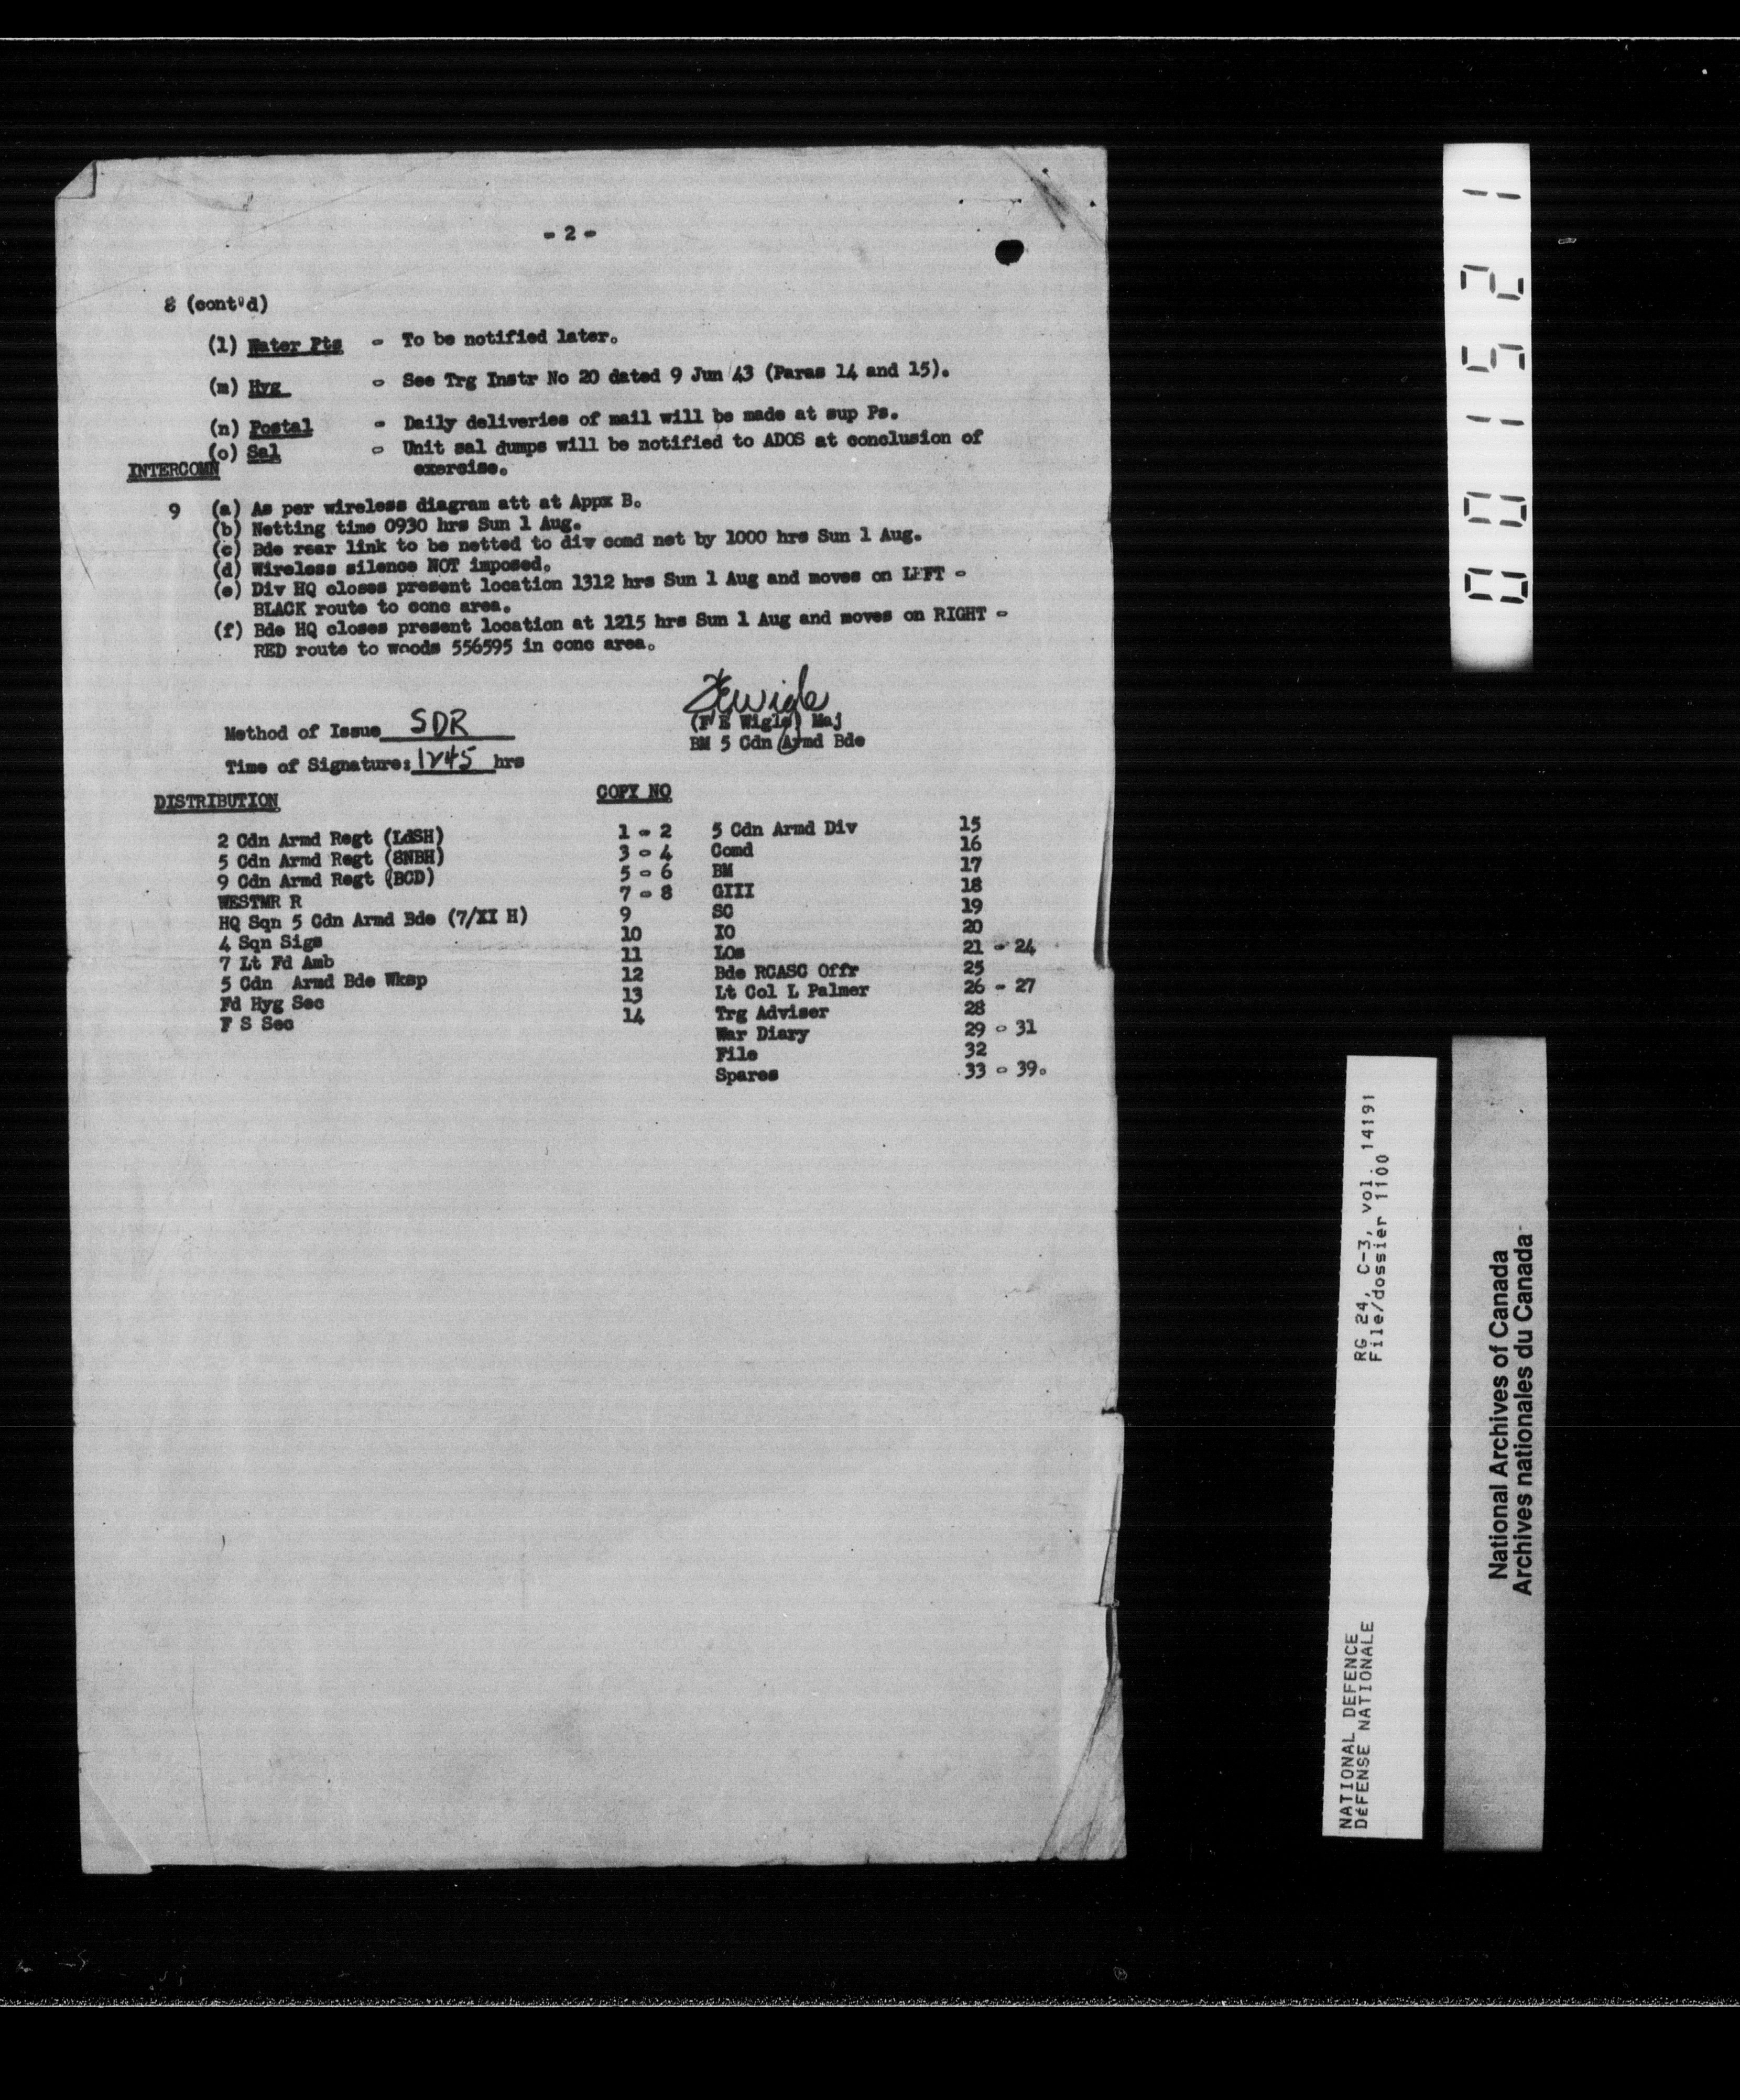 - 2 -
8 (cont'd)
(l) Water Pts - To be notified later.
(m) Hyg - See Trg Instr No 20 dated 9 Jun 43 (Paras 14 and 15).
(n) Postal - Daily deliveries of mail will be made at sup Ps.
(o) Sal - Unit sal dumps will be notified to ADOS at conclusion of
exercise.
INTERCOMN
9 (a) As per wireless diagram att at Appx B.
(b) Netting time 0930 hrs Sun 1 Aug.
(c) Bde rear link to be netted to div comd net by 1000 hrs Sun 1 Aug.
(d) Wireless silence NOT imposed.
(e) Div HQ closes present location 1312 hrs Sun 1 Aug and moves on LEFT -
BLACK route to conc area.
(f) Bde HQ closes present location at 1215 hrs Sun 1 Aug and moves on RIGHT -
RED route to woods 556595 in conc area.
FEWigle
(F E Wigle) Maj
BM 5 Cdn Armd Bde
Method of Issue SDR
Time of Signature: 1245 hrs
DISTRIBUTION COPY NO
2 Cdn Armd Regt (LdSH) 1 - 2 5 Cdn Armd Div 15
5 Cdn Armd Regt (8NBH) 3 - 4 Comd 16
9 Cdn Armd Regt (BCD) 5 - 6 BM 17
WESTMR R 7 - 8 GIII 18
HQ Sqn 5 Cdn Armd Bde (7/XI H) 9 SC 19
4 Sqn Sigs 10 IO 20
7 Lt Fd Amb 11 LOs 21 - 24
5 Cdn Armd Bde Wksp 12 Bde RCASC Offr 25
Fd Hyg Sec 13 Lt Col L Palmer 26 - 27
F S Sec 14 Trg Adviser 28
War Diary 29 - 31
File 32
Spares 33 - 39.
001521
RG 24, C-3, vol. 14191
File/dossier 1100
NATIONAL DEFENCE
DéFENSE NATIONALE
National Archives of Canada
Archives nationales du Canada